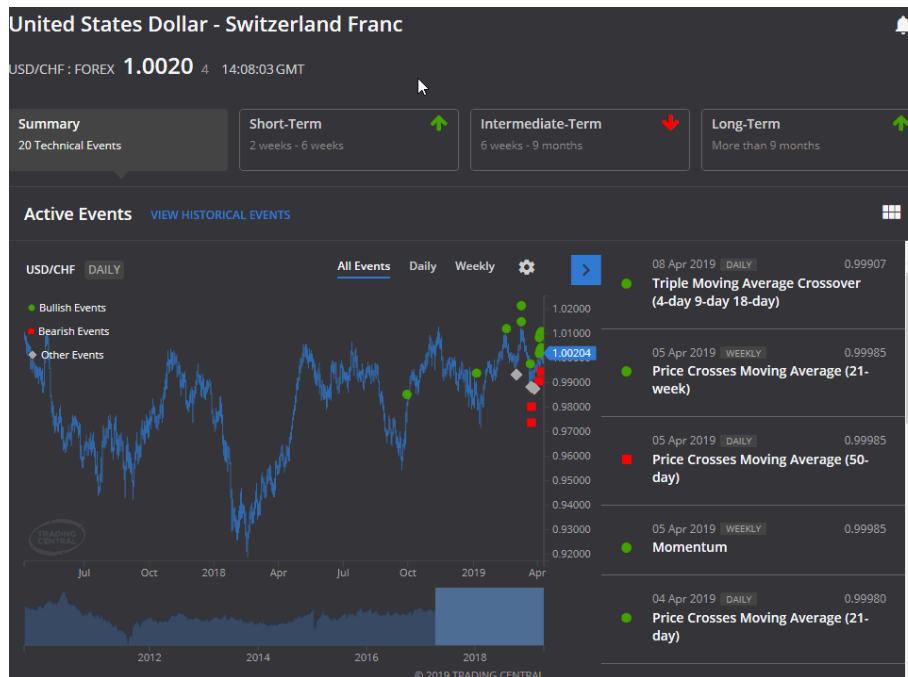 United States Dollar - Switzerland Franc
USD/CHF : FOREX 1.0020 4 14:08:03 GMT
Summary
20 Technical Events
Short-Term
2 weeks - 6 weeks
Intermediate-Term
6 weeks - 9 months
Long-Term
More than 9 months
Active Events VIEW HISTORICAL EVENTS
USD/CHF DAILY
All Events Daily Weekly
Bullish Events
Bearish Events
Other Events
1.02000
1.01000
1.00204
0.99000
0.98000
0.97000
0.96000
0.95000
0.94000
0.93000
0.92000
TRADING
CENTRAL
Jul Oct 2018 Apr Jul Oct 2019 Apr
2012 2014 2016 2018
© 2019 TRADING CENTRAL
08 Apr 2019 DAILY 0.99907
Triple Moving Average Crossover
(4-day 9-day 18-day)
05 Apr 2019 WEEKLY 0.99985
Price Crosses Moving Average (21-
week)
05 Apr 2019 DAILY 0.99985
Price Crosses Moving Average (50-
day)
05 Apr 2019 WEEKLY 0.99985
Momentum
04 Apr 2019 DAILY 0.99980
Price Crosses Moving Average (21-
day)